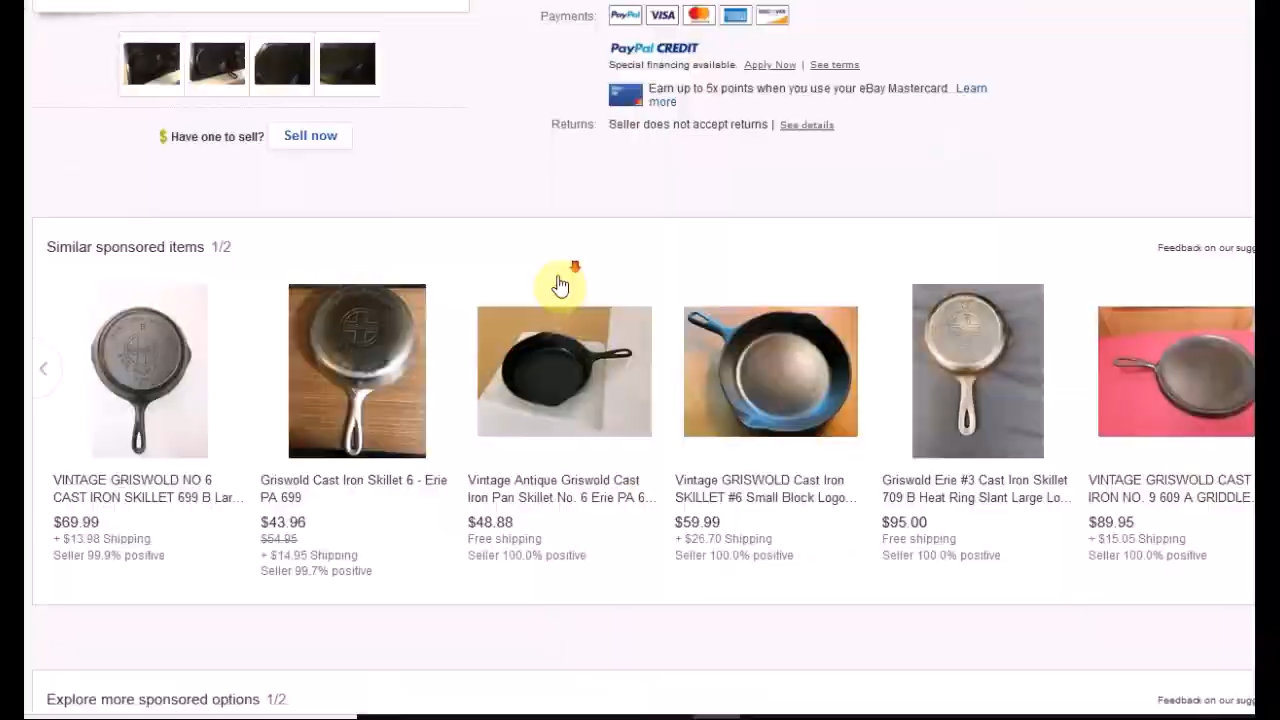 Payments: PayPal VISA
PayPal CREDIT
Special financing available. Apply Now | See terms
Earn up to 5x points when you use your eBay Mastercard. Learn
more
Returns: Seller does not accept returns | See details
$ Have one to sell? Sell now
Similar sponsored items 1/2
Feedback on our sugg
VINTAGE GRISWOLD NO 6
CAST IRON SKILLET 699 B Lar...
$69.99
+ $13.98 Shipping
Seller 99.9% positive
Griswold Cast Iron Skillet 6 - Erie
PA 699
$43.96
$54.95
+ $14.95 Shipping
Seller 99.7% positive
Vintage Antique Griswold Cast
Iron Pan Skillet No. 6 Erie PA 6...
$48.88
Free shipping
Seller 100.0% positive
Vintage GRISWOLD Cast Iron
SKILLET #6 Small Block Logo...
$59.99
+ $26.70 Shipping
Seller 100.0% positive
Griswold Erie #3 Cast Iron Skillet
709 B Heat Ring Slant Large Lo...
$95.00
Free shipping
Seller 100.0% positive
VINTAGE GRISWOLD CAST
IRON NO. 9 609 A GRIDDLE.
$89.95
+ $15.05 Shipping
Seller 100.0% positive
Explore more sponsored options 1/2
Feedback on our sugg